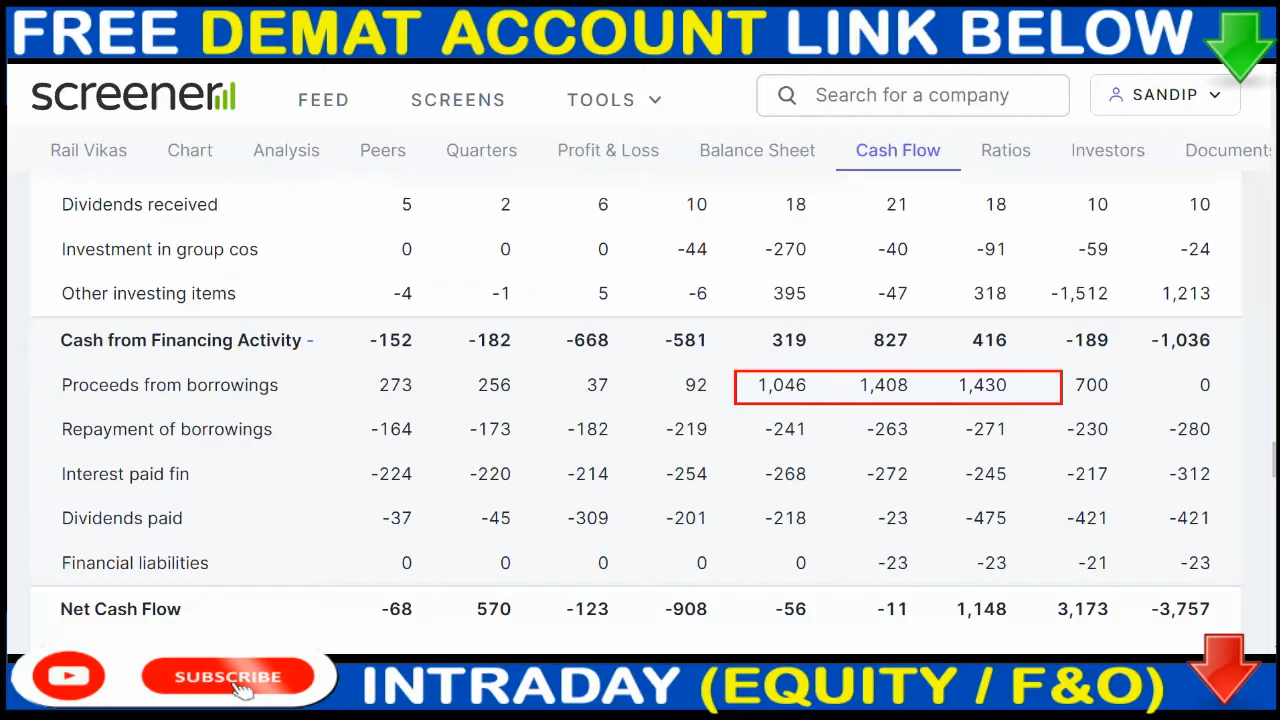 FREE DEMAT ACCOUNT LINK BELOW
screener FEED SCREENS TOOLS Search for a company SANDIP
Rail Vikas Chart Analysis Peers Quarters Profit & Loss Balance Sheet Cash Flow Ratios Investors Documents
Dividends received 5 2 6 10 18 21 18 10 10
Investment in group cos 0 0 0 -44 -270 -40 -91 -59 -24
Other investing items -4 -1 5 -6 395 -47 318 -1,512 1,213
Cash from Financing Activity - -152 -182 -668 -581 319 827 416 -189 -1,036
Proceeds from borrowings 273 256 37 92 1,046 1,408 1,430 700 0
Repayment of borrowings -164 -173 -182 -219 -241 -263 -271 -230 -280
Interest paid fin -224 -220 -214 -254 -268 -272 -245 -217 -312
Dividends paid -37 -45 -309 -201 -218 -23 -475 -421 -421
Financial liabilities 0 0 0 0 0 -23 -23 -21 -23
Net Cash Flow -68 570 -123 -908 -56 -11 1,148 3,173 -3,757
SUBSCRIBE
INTRADAY (EQUITY / F&O)